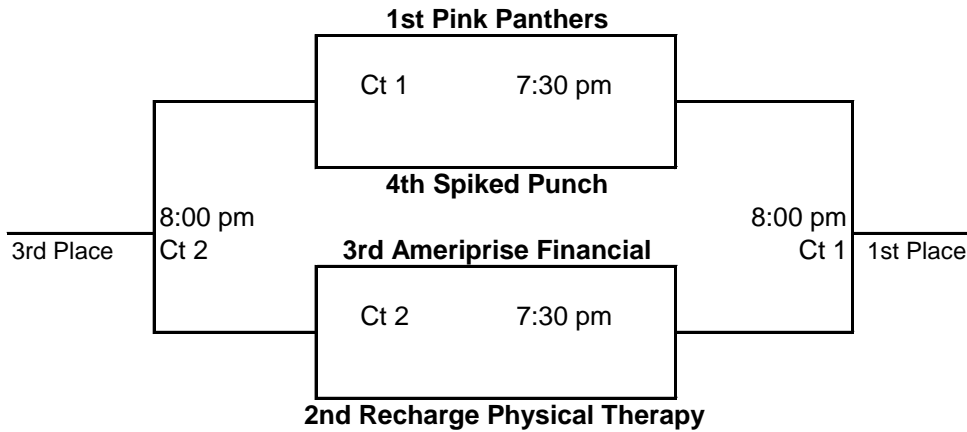 1st Pink Panthers
Ct 1 7:30 pm
4th Spiked Punch
8:00 pm
Ct 2
3rd Place
8:00 pm
Ct 1
1st Place
3rd Ameriprise Financial
Ct 2 7:30 pm
2nd Recharge Physical Therapy